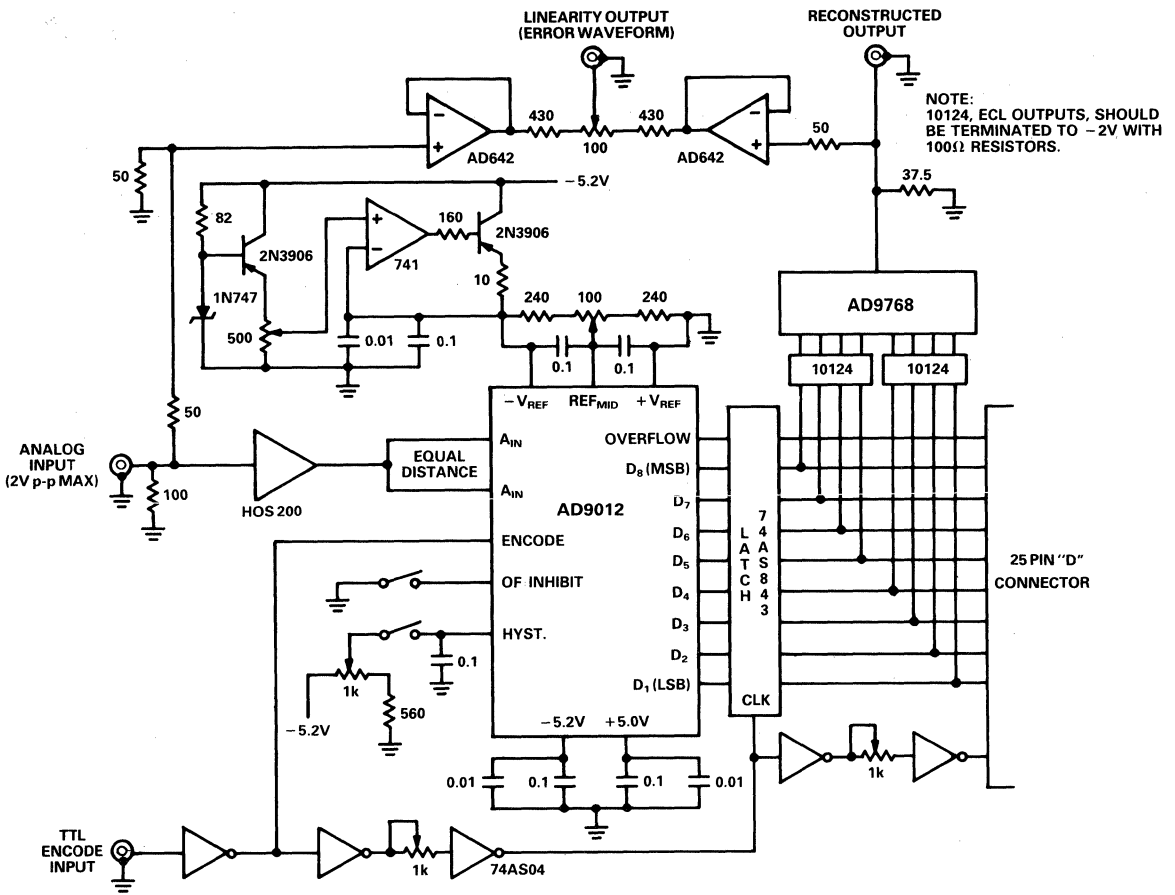 LINEARITY OUTPUT
(ERROR WAVEFORM)
RECONSTRUCTED
OUTPUT
NOTE:
10124, ECL OUTPUTS, SHOULD
BE TERMINATED TO −2V WITH
100Ω RESISTORS.
430
430
100
AD642
AD642
50
37.5
50
−5.2V
82
2N3906
160
2N3906
741
10
1N747
500
0.01
0.1
240
100
240
0.1
0.1
AD9768
10124
10124
50
−VREF
REFMID
+VREF
ANALOG
INPUT
(2V p-p MAX)
100
HOS 200
EQUAL
DISTANCE
AIN
AIN
AD9012
ENCODE
OF INHIBIT
HYST.
OVERFLOW
D8 (MSB)
D7
D6
D5
D4
D3
D2
D1 (LSB)
−5.2V
+5.0V
LATCH
74AS843
CLK
25 PIN "D"
CONNECTOR
0.1
1k
560
−5.2V
0.01
0.1
0.1
0.01
1k
TTL
ENCODE
INPUT
1k
74AS04